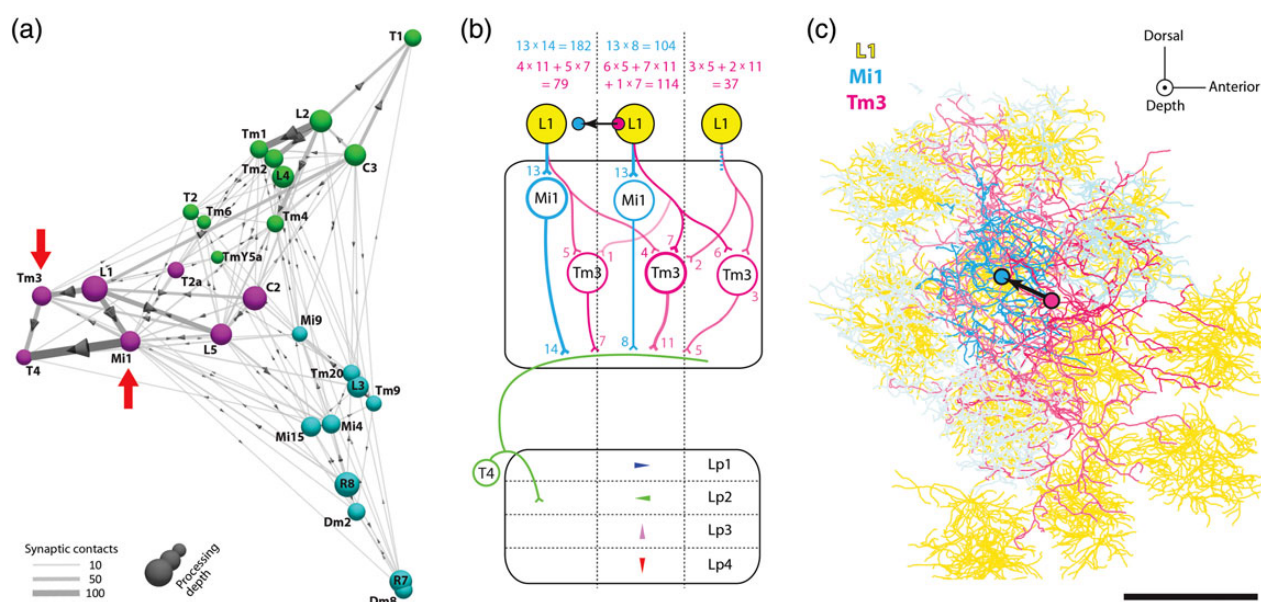 (a)
T1
L2
Tm1
Tm2
L4
C3
T2
Tm6
Tm4
TmY5a
Tm3
L1
T2a
C2
Mi9
T4
Mi1
L5
Tm20
L3
Tm9
Mi15
Mi4
R8
Dm2
R7
Dm8
Synaptic contacts
10
50
100
Processing
depth
(b)
13 × 14 = 182
13 × 8 = 104
4 × 11 + 5 × 7
= 79
6 × 5 + 7 × 11
+ 1 × 7 = 114
3 × 5 + 2 × 11
= 37
L1
L1
L1
13
13
Mi1
Mi1
5
1
4
7
2
6
Tm3
Tm3
Tm3
3
14
7
8
11
5
T4
Lp1
Lp2
Lp3
Lp4
(c)
L1
Mi1
Tm3
Dorsal
Anterior
Depth